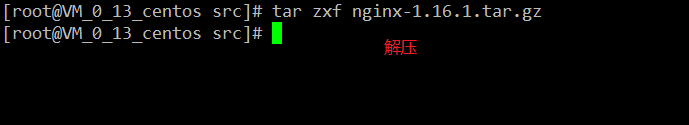 [root@VM_0_13_centos src]# tar zxf nginx-1.16.1.tar.gz
[root@VM_0_13_centos src]#
解压